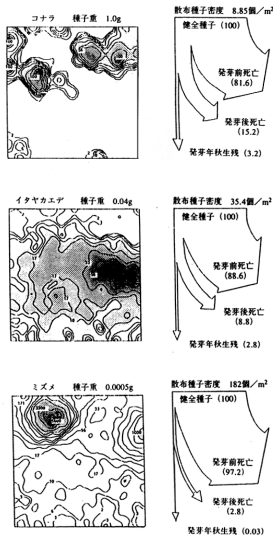 コナラ 種子重 1.0g
散布種子密度 8.85個/m²
健全種子 (100)
発芽前死亡
(81.6)
発芽後死亡
(15.2)
発芽年秋生残 (3.2)
イタヤカエデ 種子重 0.04g
散布種子密度 35.4個/m²
健全種子 (100)
発芽前死亡
(88.6)
発芽後死亡
(8.8)
発芽年秋生残 (2.8)
ミズメ 種子重 0.0005g
散布種子密度 182個/m²
健全種子 (100)
発芽前死亡
(97.2)
発芽後死亡
(2.8)
発芽年秋生残 (0.03)